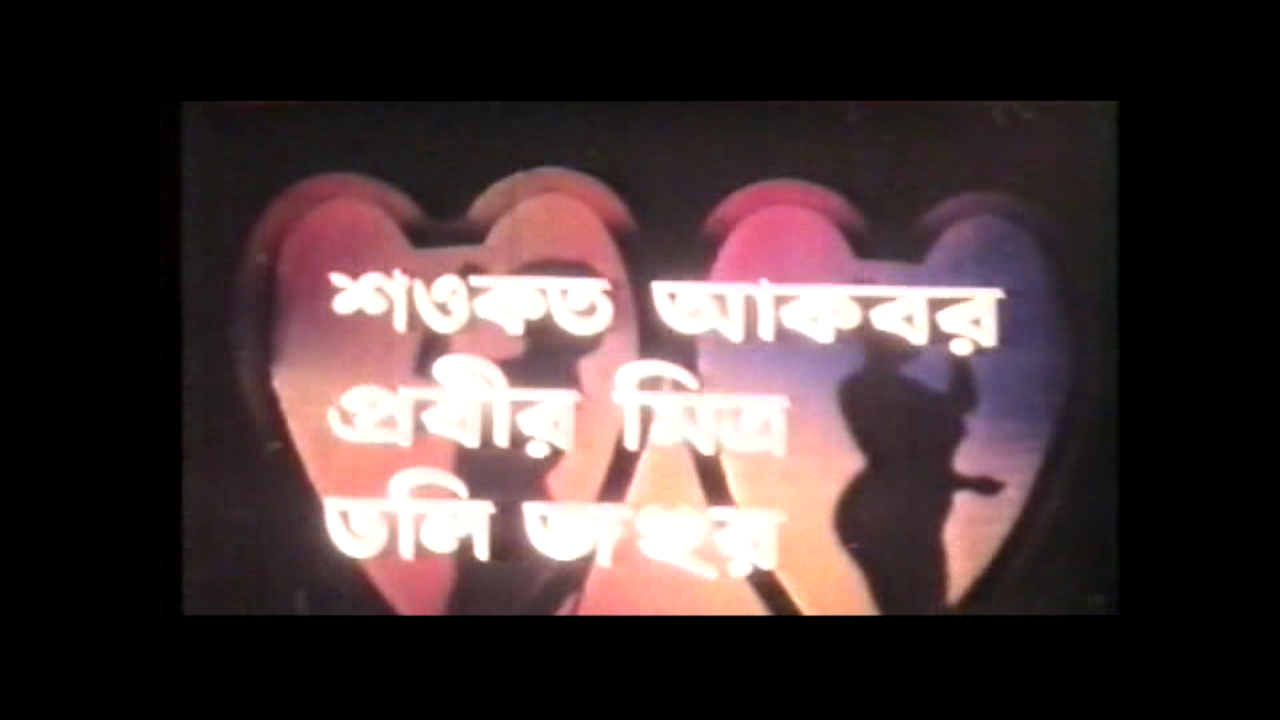 শওকত আকবর
প্রবীর মিত্র
ডলি জহুর